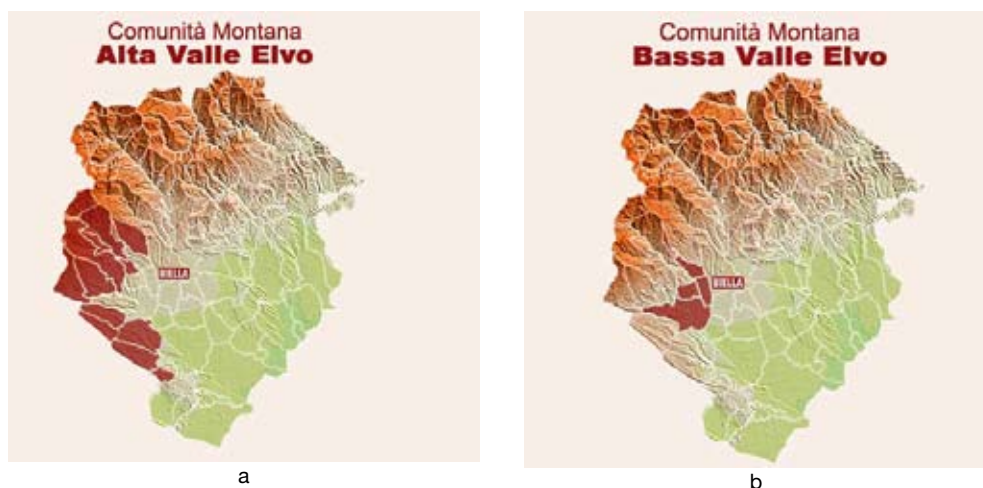 Comunità Montana
Alta Valle Elvo
BIELLA
a
Comunità Montana
Bassa Valle Elvo
BIELLA
b